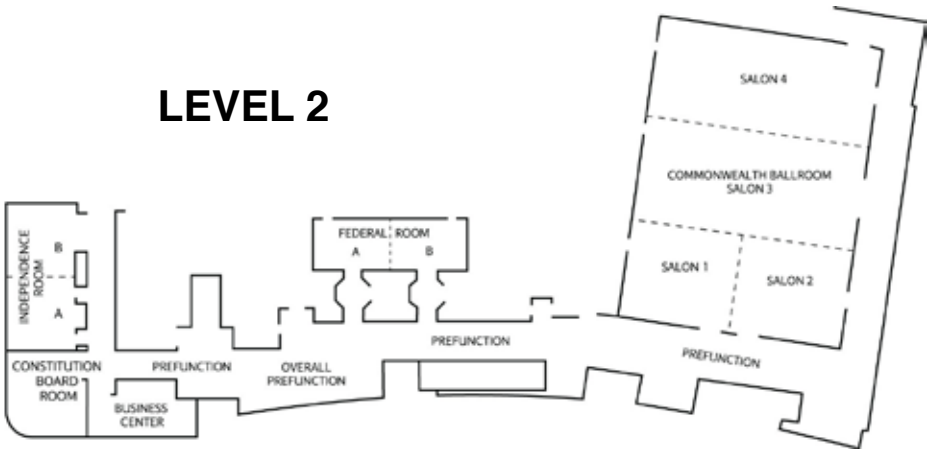 LEVEL 2
SALON 4
COMMONWEALTH BALLROOM
SALON 3
SALON 1
SALON 2
FEDERAL ROOM
A
B
INDEPENDENCE
ROOM
B
A
CONSTITUTION
BOARD
ROOM
PREFUNCTION
OVERALL
PREFUNCTION
PREFUNCTION
PREFUNCTION
BUSINESS
CENTER